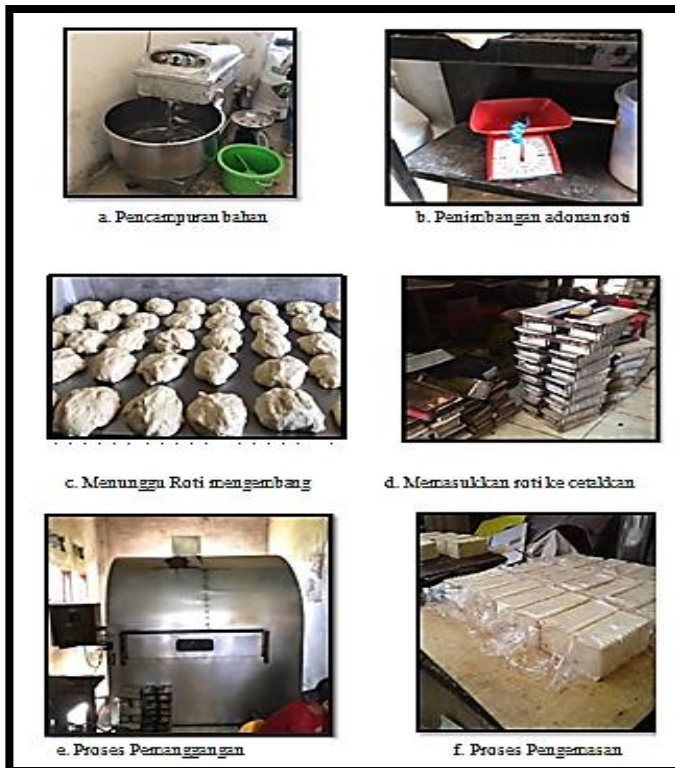 a. Pencampuran bahan
b. Penimbangan adonan roti
c. Menunggu Roti mengembang
d. Memasukkan roti ke cetakkan
e. Proses Pemanggangan
f. Proses Pengemasan